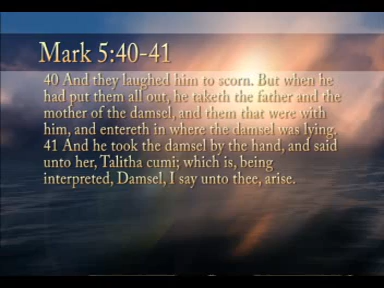 Mark 5:40-41
40 And they laughed him to scorn. But when he
had put them all out, he taketh the father and the
mother of the damsel, and them that were with
him, and entereth in where the damsel was lying.
41 And he took the damsel by the hand, and said
unto her, Talitha cumi; which is, being
interpreted, Damsel, I say unto thee, arise.